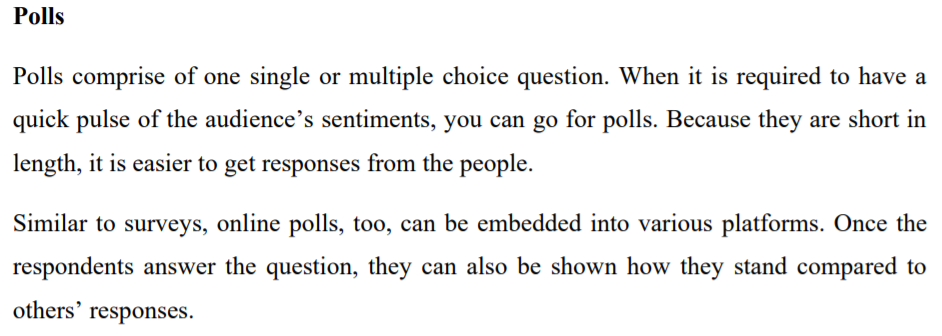 Polls
Polls comprise of one single or multiple choice question. When it is required to have a
quick pulse of the audience’s sentiments, you can go for polls. Because they are short in
length, it is easier to get responses from the people.
Similar to surveys, online polls, too, can be embedded into various platforms. Once the
respondents answer the question, they can also be shown how they stand compared to
others’ responses.